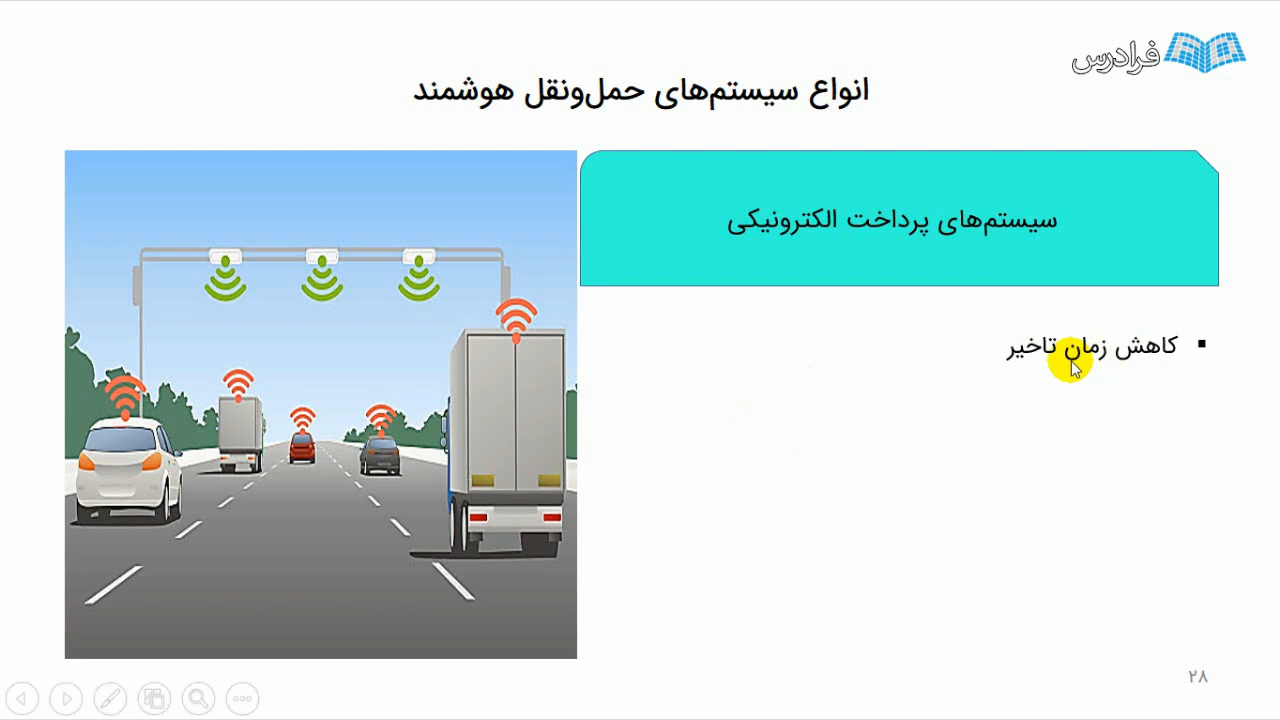 فرادرس
انواع سیستم‌های حمل‌ونقل هوشمند
سیستم‌های پرداخت الکترونیکی
▪ کاهش زمان تاخیر
۲۸